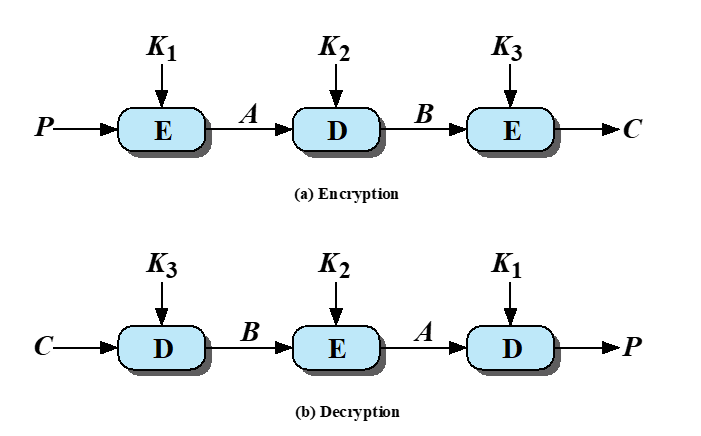 K1 K2 K3
P E A D B E C
(a) Encryption
K3 K2 K1
C D B E A D P
(b) Decryption